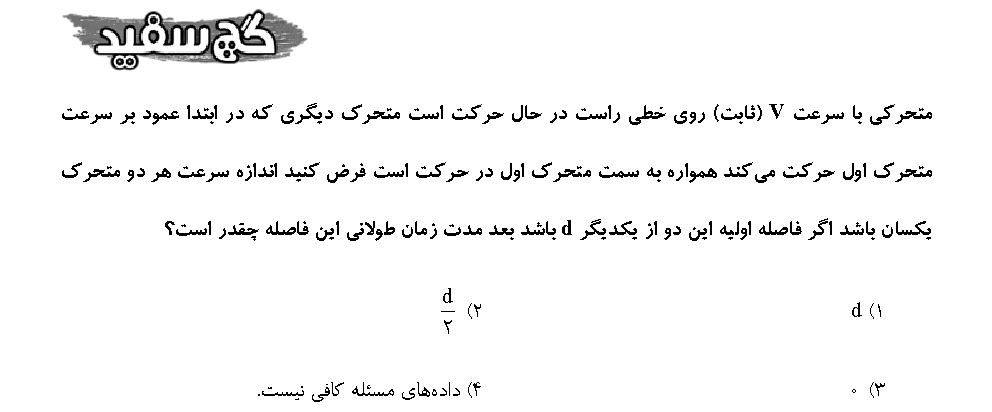 گچ سفید
متحرکی با سرعت V (ثابت) روی خطی راست در حال حرکت است متحرک دیگری که در ابتدا عمود بر سرعت
متحرک اول حرکت می‌کند همواره به سمت متحرک اول در حرکت است فرض کنید اندازه سرعت هر دو متحرک
یکسان باشد اگر فاصله اولیه این دو از یکدیگر d باشد بعد مدت زمان طولانی این فاصله چقدر است؟
۱) d ۲) d/۲
۳) ۰ ۴) داده‌های مسئله کافی نیست.